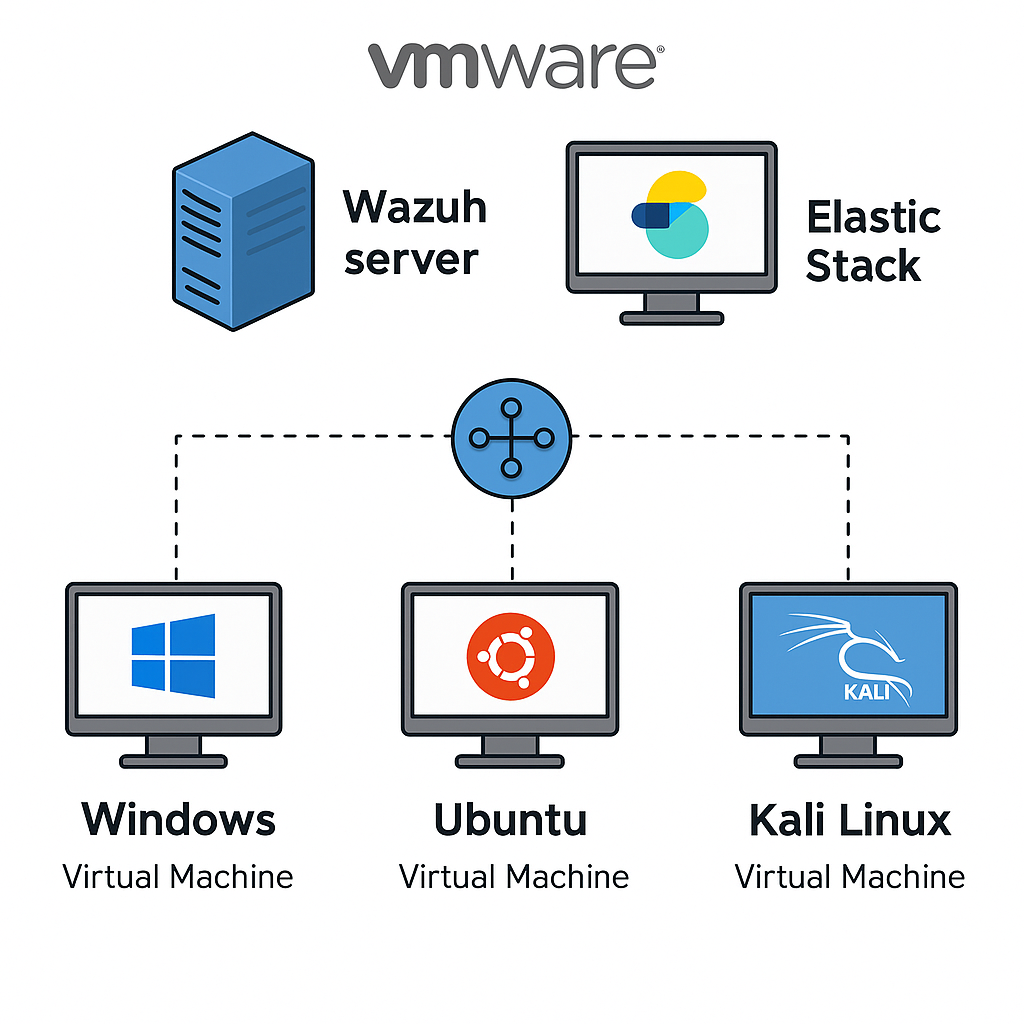 vmware®
Wazuh
server
Elastic
Stack
KALI
Windows
Virtual Machine
Ubuntu
Virtual Machine
Kali Linux
Virtual Machine